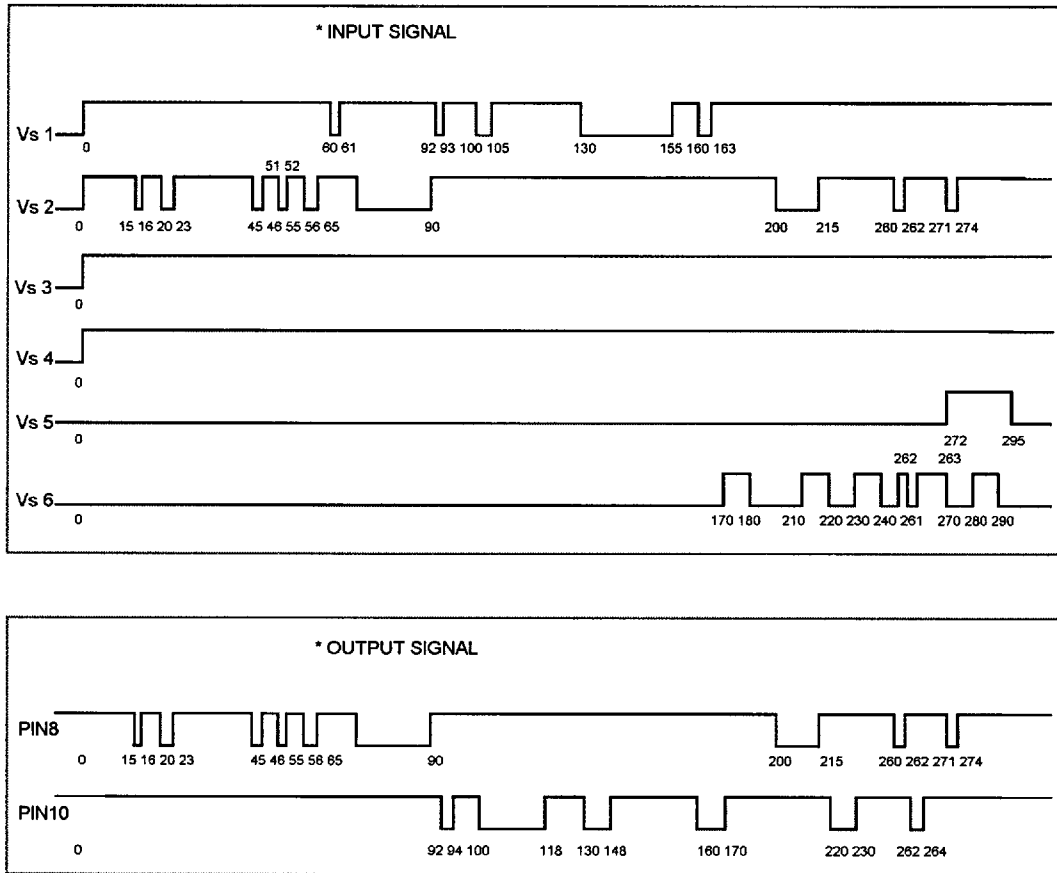 * INPUT SIGNAL
Vs 1
0 60 61 92 93 100 105 130 155 160 163
51 52
Vs 2
0 15 16 20 23 45 46 55 56 65 90 200 215 260 262 271 274
Vs 3
0
Vs 4
0
Vs 5
0 272 295
262 263
Vs 6
0 170 180 210 220 230 240 261 270 280 290
* OUTPUT SIGNAL
PIN8
0 15 16 20 23 45 46 55 56 65 90 200 215 260 262 271 274
PIN10
0 92 94 100 118 130 148 160 170 220 230 262 264